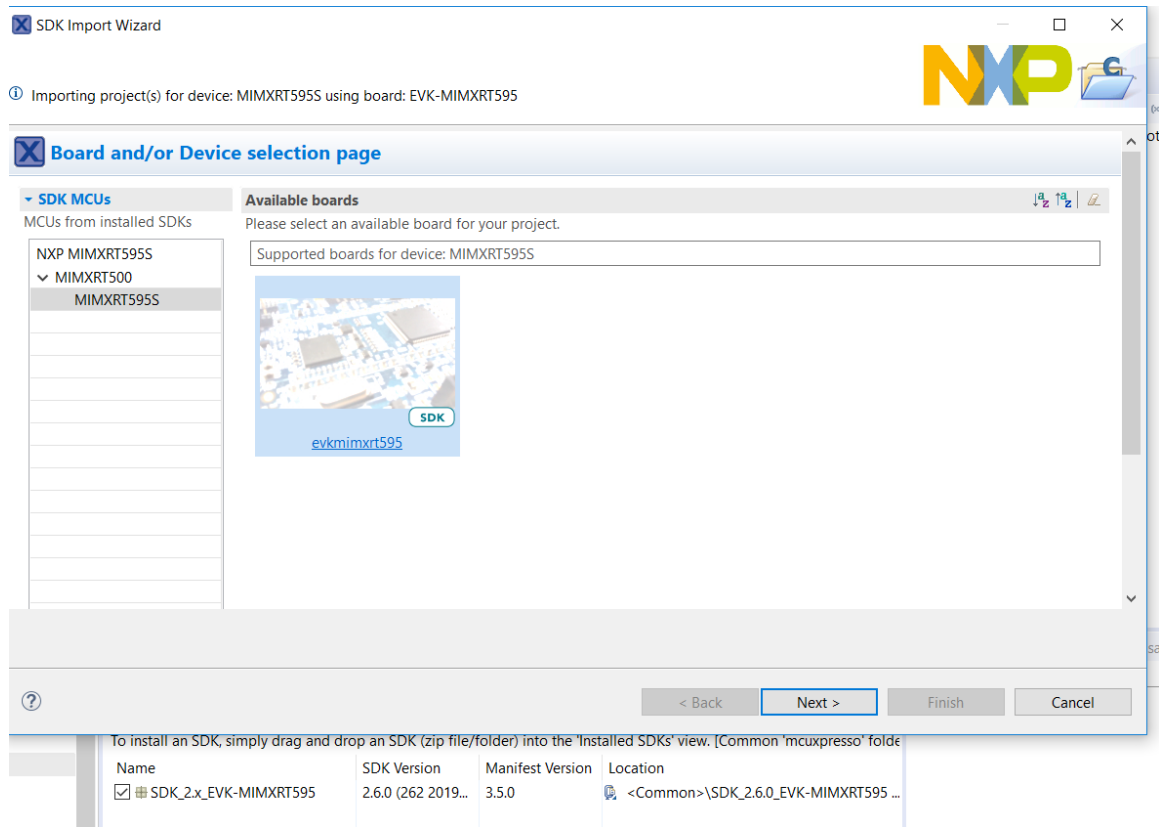 SDK Import Wizard
NXP
C
Importing project(s) for device: MIMXRT595S using board: EVK-MIMXRT595
X Board and/or Device selection page
SDK MCUs
MCUs from installed SDKs
NXP MIMXRT595S
MIMXRT500
MIMXRT595S
Available boards
Please select an available board for your project.
Supported boards for device: MIMXRT595S
SDK
evkmimxrt595
< Back Next > Finish Cancel
To install an SDK, simply drag and drop an SDK (zip file/folder) into the 'Installed SDKs' view. [Common 'mcuxpresso' folde
Name SDK Version Manifest Version Location
SDK_2.x_EVK-MIMXRT595 2.6.0 (262 2019... 3.5.0 <Common>\SDK_2.6.0_EVK-MIMXRT595 ...